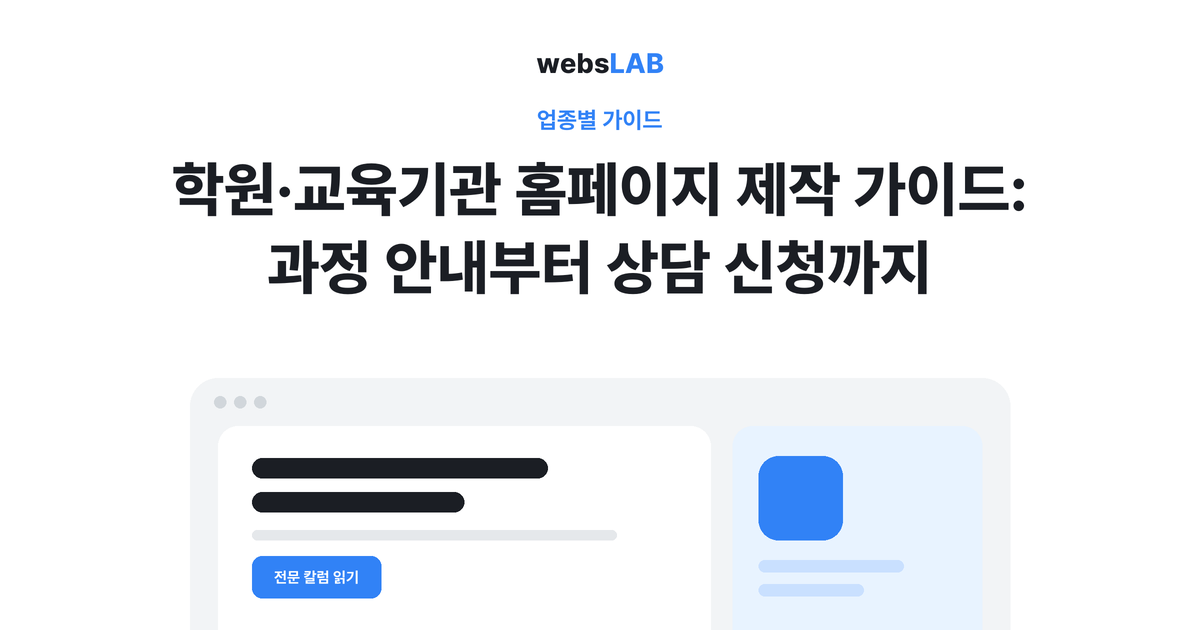 websLAB
업종별 가이드
학원·교육기관 홈페이지 제작 가이드:
과정 안내부터 상담 신청까지
전문 칼럼 읽기